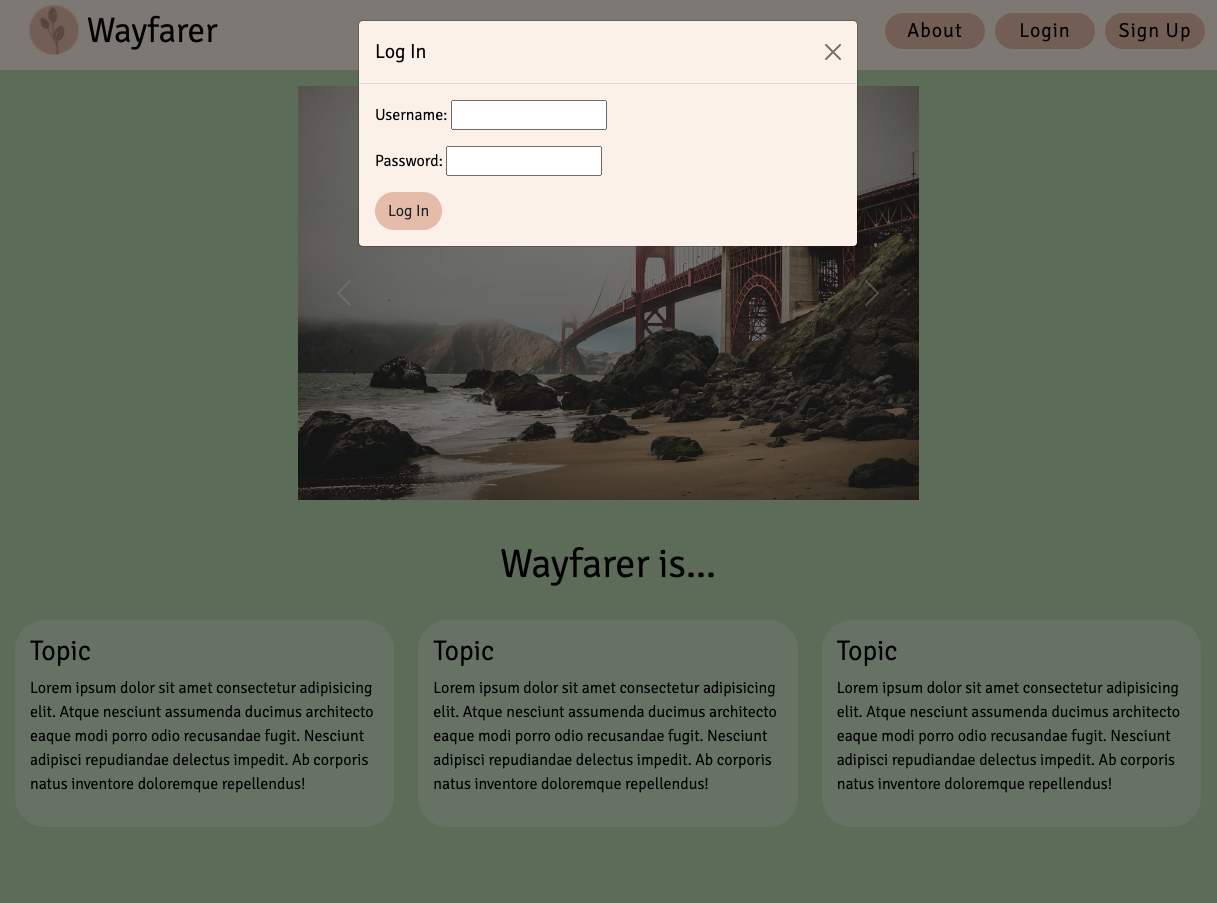 Wayfarer
About
Login
Sign Up
Log In
Username:
Password:
Log In
Wayfarer is...
Topic
Lorem ipsum dolor sit amet consectetur adipisicing
elit. Atque nesciunt assumenda ducimus architecto
eaque modi porro odio recusandae fugit. Nesciunt
adipisci repudiandae delectus impedit. Ab corporis
natus inventore doloremque repellendus!
Topic
Lorem ipsum dolor sit amet consectetur adipisicing
elit. Atque nesciunt assumenda ducimus architecto
eaque modi porro odio recusandae fugit. Nesciunt
adipisci repudiandae delectus impedit. Ab corporis
natus inventore doloremque repellendus!
Topic
Lorem ipsum dolor sit amet consectetur adipisicing
elit. Atque nesciunt assumenda ducimus architecto
eaque modi porro odio recusandae fugit. Nesciunt
adipisci repudiandae delectus impedit. Ab corporis
natus inventore doloremque repellendus!